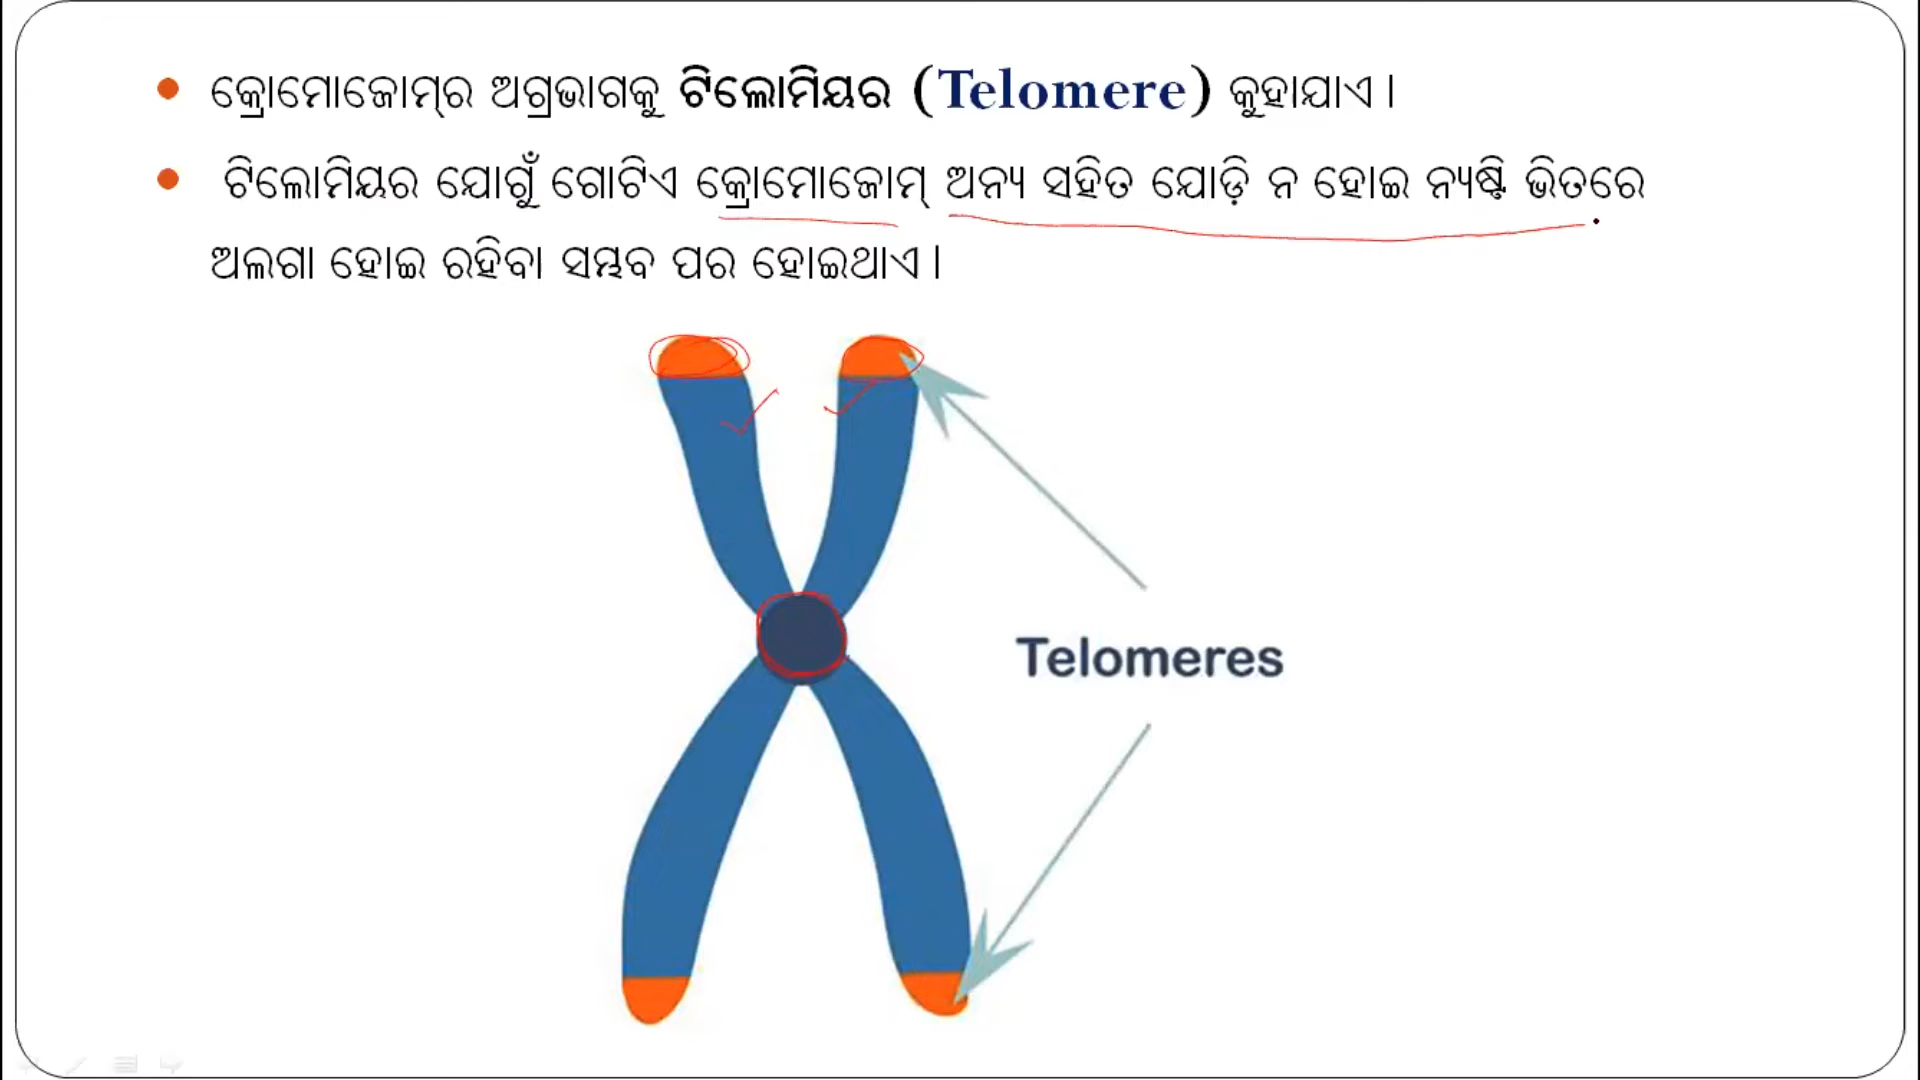 କ୍ରୋମୋଜୋମ୍‌ର ଅଗ୍ରଭାଗକୁ ଟିଲୋମିୟର (Telomere) କୁହାଯାଏ ।
ଟିଲୋମିୟର ଯୋଗୁଁ ଗୋଟିଏ କ୍ରୋମୋଜୋମ୍ ଅନ୍ୟ ସହିତ ଯୋଡ଼ି ନ ହୋଇ ନ୍ୟଷ୍ଟି ଭିତରେ
ଅଲଗା ହୋଇ ରହିବା ସମ୍ଭବ ପର ହୋଇଥାଏ ।
Telomeres